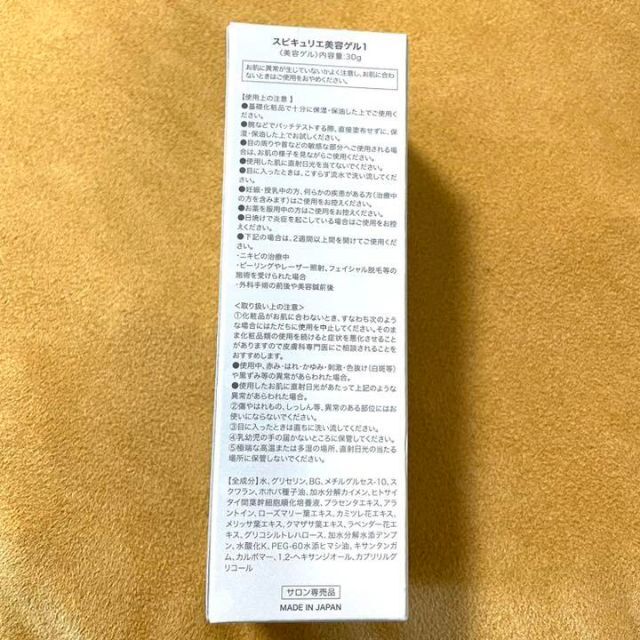 スピキュリエ美容ゲル1
〈美容ゲル〉内容量:30g
お肌に異常が生じていないかよく注意し、お肌に合わ
ないときはご使用をおやめください。
【使用上の注意 】
●基礎化粧品で十分に保湿・保油した上でご使用く
ださい。
●腕などでパッチテストする際、直接塗布せずに、保
湿・保油した上でお試しください。
●目の周りや首などの敏感な部分へご使用される場
合は、お肌の様子を見ながらご使用ください。
●使用した肌に直射日光を当てないでください。
●目に入ったときは、こすらず流水で洗い流してくだ
さい。
●妊娠・授乳中の方、何らかの疾患がある方(治療中
の方を含みます)はご使用をお控えください。
●お薬を服用中の方はご使用をお控えください。
●日焼けで炎症を起こしている場合はご使用をお控
えください。
●下記の場合は、2週間以上間を開けてご使用くだ
さい。
・ニキビの治療中
・ピーリングやレーザー照射、フェイシャル脱毛等の
施術を受けられた場合
・外科手術の前後や美容鍼前後
<取り扱い上の注意>
①化粧品がお肌に合わないとき、すなわち次のよう
な場合にはただちに使用を中止してください。そのま
ま化粧品類の使用を続けると症状を悪化させること
がありますので皮膚科専門医にご相談されることを
おすすめします。
●使用中、赤み・はれ・かゆみ・刺激・色抜け(白斑等)
や黒ずみ等の異常があらわれた場合。
●使用したお肌に直射日光があたって上記のような
異常があらわれた場合。
②傷やはれもの、しっしん等、異常のある部位にはお
使いにならないでください。
③目に入ったときは直ちに洗い流してください。
④乳幼児の手の届かないところに保管してください。
⑤極端な高温または多湿の場所、直射日光の当たる
場所に保管しないでください。
【全成分】水、グリセリン、BG、メチルグルセス-10、ス
クワラン、ホホバ種子油、加水分解カイメン、ヒトサイ
タイ間葉幹細胞順化培養液、プラセンタエキス、アラ
ントイン、ローズマリー葉エキス、カミツレ花エキス、
メリッサ葉エキス、クマザサ葉エキス、ラベンダー花エ
キス、グリコシルトレハロース、加水分解水添デンプ
ン、水酸化K、PEG-60水添ヒマシ油、キサンタンガ
ム、カルボマー、1,2-ヘキサンジオール、カプリリルグ
リコール
サロン専売品
MADE IN JAPAN